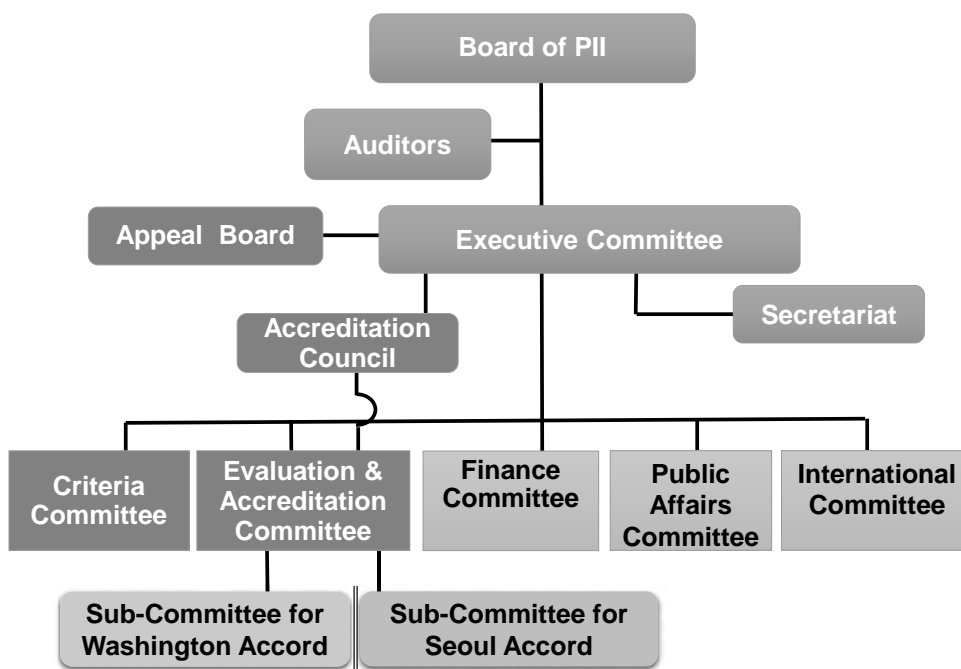 Board of PII
Auditors
Appeal Board
Executive Committee
Secretariat
Accreditation
Council
Criteria
Committee
Evaluation &
Accreditation
Committee
Finance
Committee
Public
Affairs
Committee
International
Committee
Sub-Committee for
Washington Accord
Sub-Committee for
Seoul Accord